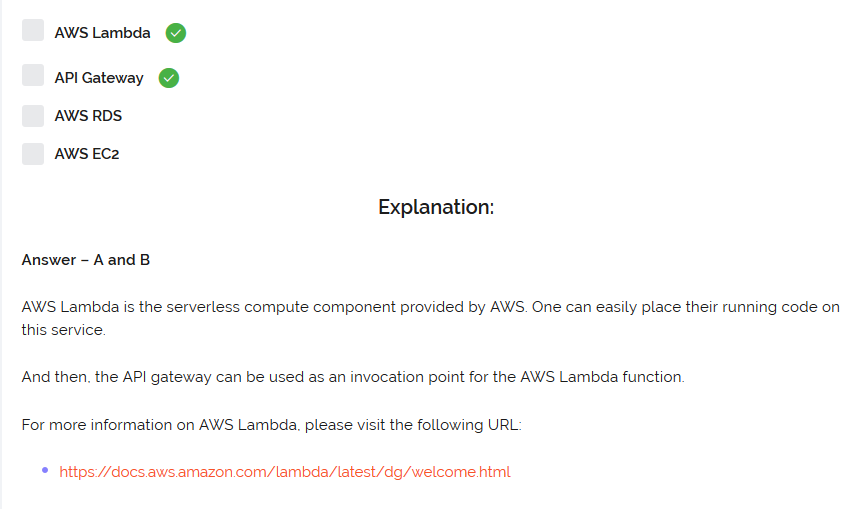 AWS Lambda
API Gateway
AWS RDS
AWS EC2
Explanation:
Answer – A and B
AWS Lambda is the serverless compute component provided by AWS. One can easily place their running code on
this service.
And then, the API gateway can be used as an invocation point for the AWS Lambda function.
For more information on AWS Lambda, please visit the following URL:
https://docs.aws.amazon.com/lambda/latest/dg/welcome.html